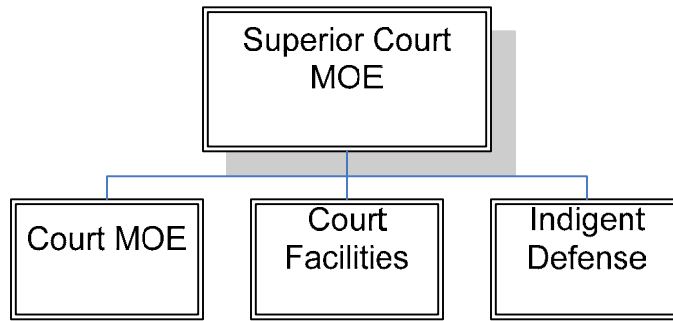 Superior Court
MOE
Court MOE
Court
Facilities
Indigent
Defense